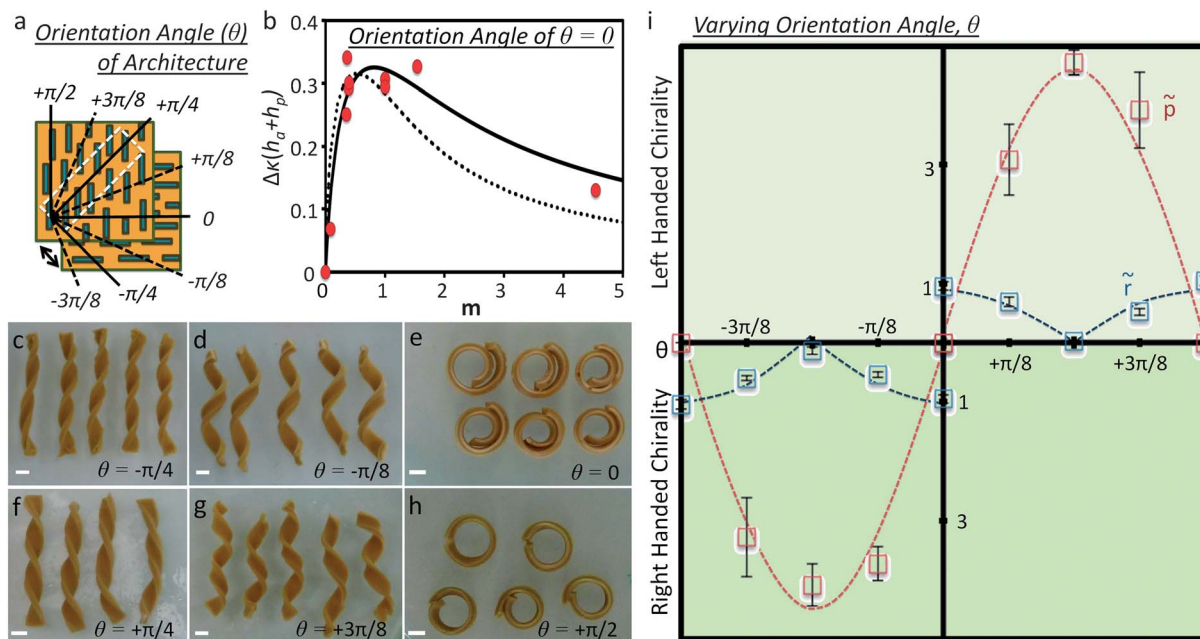 a
Orientation Angle (θ)
of Architecture
+π/2
+3π/8
+π/4
+π/8
0
-π/8
-π/4
-3π/8
b
Orientation Angle of θ = 0
Δκ(hₐ+hₚ)
0.4
0.3
0.2
0.1
0
0 1 2 3 4 5
m
c
θ = -π/4
d
θ = -π/8
e
θ = 0
f
θ = +π/4
g
θ = +3π/8
h
θ = +π/2
i
Varying Orientation Angle, θ
Left Handed Chirality
Right Handed Chirality
p̃
3
r̃
1
-3π/8
-π/8
θ
+π/8
+3π/8
1
3